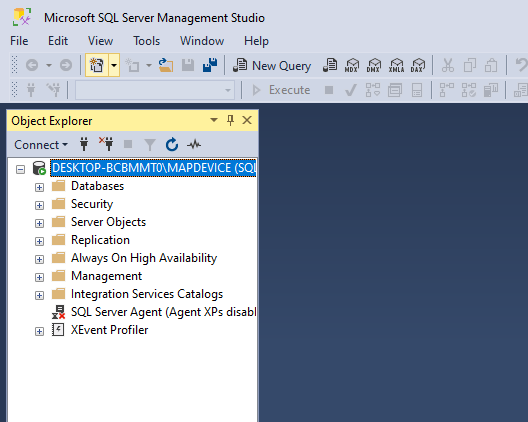 Microsoft SQL Server Management Studio
File Edit View Tools Window Help
New Query MDX DMX XMLA DAX
Execute
Object Explorer
Connect
DESKTOP-BCBMMT0\MAPDEVICE (SQL
Databases
Security
Server Objects
Replication
Always On High Availability
Management
Integration Services Catalogs
SQL Server Agent (Agent XPs disabl
XEvent Profiler